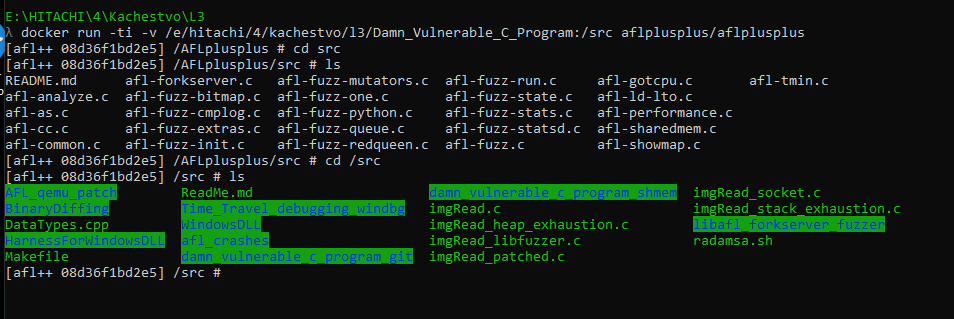 E:\HITACHI\4\Kachestvo\L3
λ docker run -ti -v /e/hitachi/4/kachestvo/l3/Damn_Vulnerable_C_Program:/src aflplusplus/aflplusplus
[afl++ 08d36f1bd2e5] /AFLplusplus # cd src
[afl++ 08d36f1bd2e5] /AFLplusplus/src # ls
README.md afl-forkserver.c afl-fuzz-mutators.c afl-fuzz-run.c afl-gotcpu.c afl-tmin.c
afl-analyze.c afl-fuzz-bitmap.c afl-fuzz-one.c afl-fuzz-state.c afl-ld-lto.c
afl-as.c afl-fuzz-cmplog.c afl-fuzz-python.c afl-fuzz-stats.c afl-performance.c
afl-cc.c afl-fuzz-extras.c afl-fuzz-queue.c afl-fuzz-statsd.c afl-sharedmem.c
afl-common.c afl-fuzz-init.c afl-fuzz-redqueen.c afl-fuzz.c afl-showmap.c
[afl++ 08d36f1bd2e5] /AFLplusplus/src # cd /src
[afl++ 08d36f1bd2e5] /src # ls
AFL_qemu_patch ReadMe.md damn_vulnerable_c_program_shmem imgRead_socket.c
BinaryDiffing Time_Travel_debugging_windbg imgRead.c imgRead_stack_exhaustion.c
DataTypes.cpp WindowsDLL imgRead_heap_exhaustion.c libafl_forkserver_fuzzer
HarnessForWindowsDLL afl_crashes imgRead_libfuzzer.c radamsa.sh
Makefile damn_vulnerable_c_program_git imgRead_patched.c
[afl++ 08d36f1bd2e5] /src #